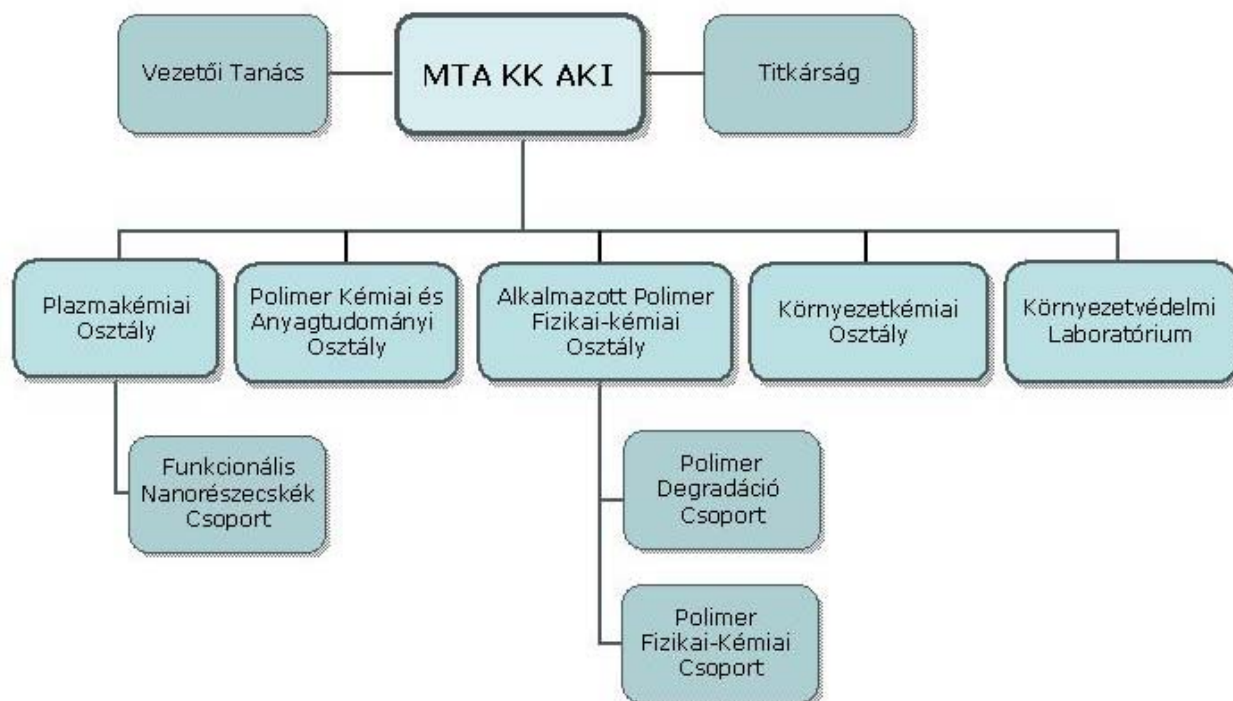 Vezetői Tanács
MTA KK AKI
Titkárság
Plazmakémiai
Osztály
Polimer Kémiai és
Anyagtudományi
Osztály
Alkalmazott Polimer
Fizikai-kémiai
Osztály
Környezetkémiai
Osztály
Környezetvédelmi
Laboratórium
Funkcionális
Nanorészecskék
Csoport
Polimer
Degradáció
Csoport
Polimer
Fizikai-Kémiai
Csoport